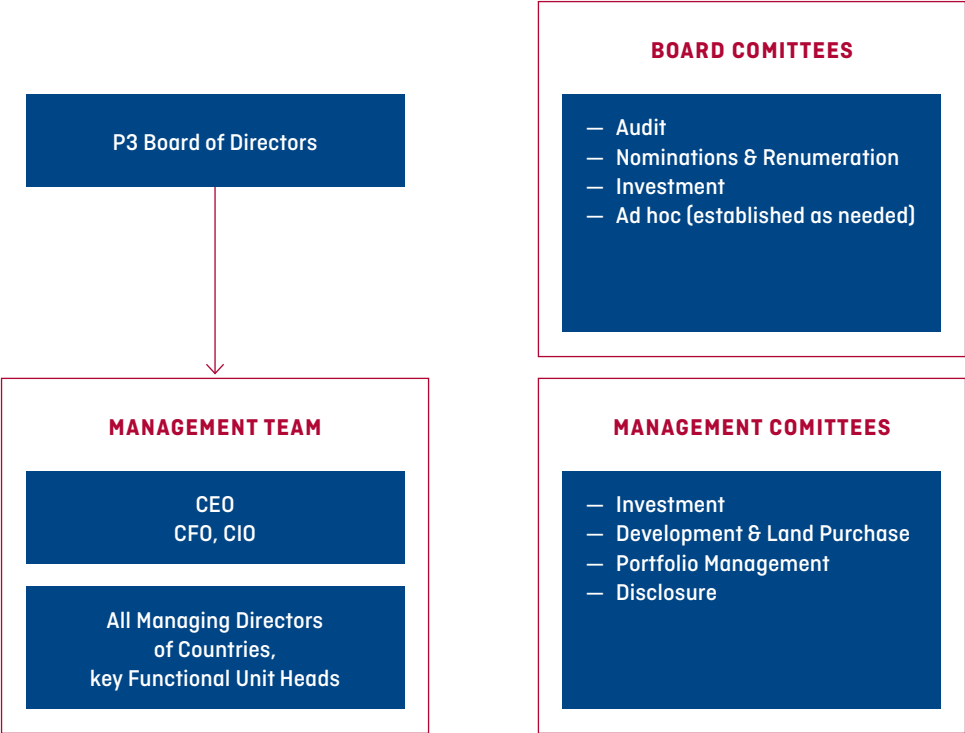 P3 Board of Directors
BOARD COMITTEES
— Audit
— Nominations & Renumeration
— Investment
— Ad hoc (established as needed)
MANAGEMENT TEAM
CEO
CFO, CIO
All Managing Directors
of Countries,
key Functional Unit Heads
MANAGEMENT COMITTEES
— Investment
— Development & Land Purchase
— Portfolio Management
— Disclosure